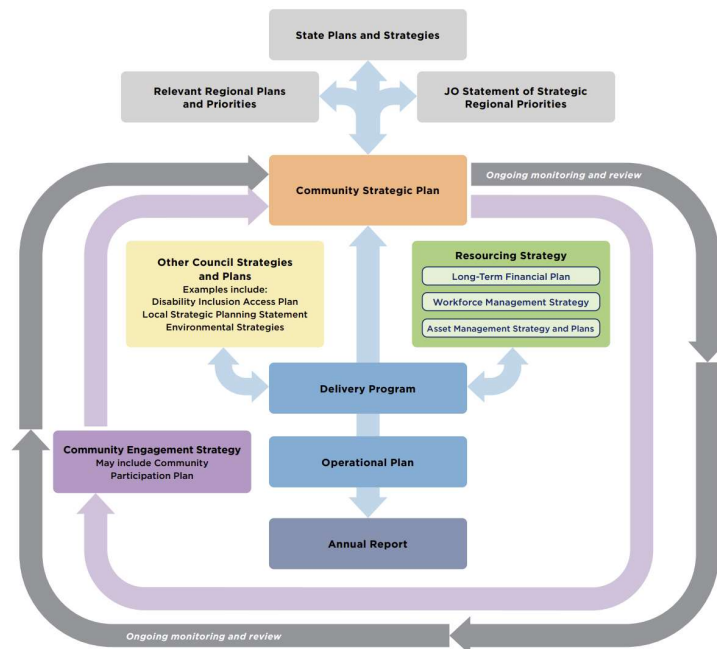 State Plans and Strategies
Relevant Regional Plans
and Priorities
JO Statement of Strategic
Regional Priorities
Community Strategic Plan
Ongoing monitoring and review
Other Council Strategies
and Plans
Examples include:
Disability Inclusion Access Plan
Local Strategic Planning Statement
Environmental Strategies
Resourcing Strategy
Long-Term Financial Plan
Workforce Management Strategy
Asset Management Strategy and Plans
Delivery Program
Community Engagement Strategy
May include Community
Participation Plan
Operational Plan
Annual Report
Ongoing monitoring and review